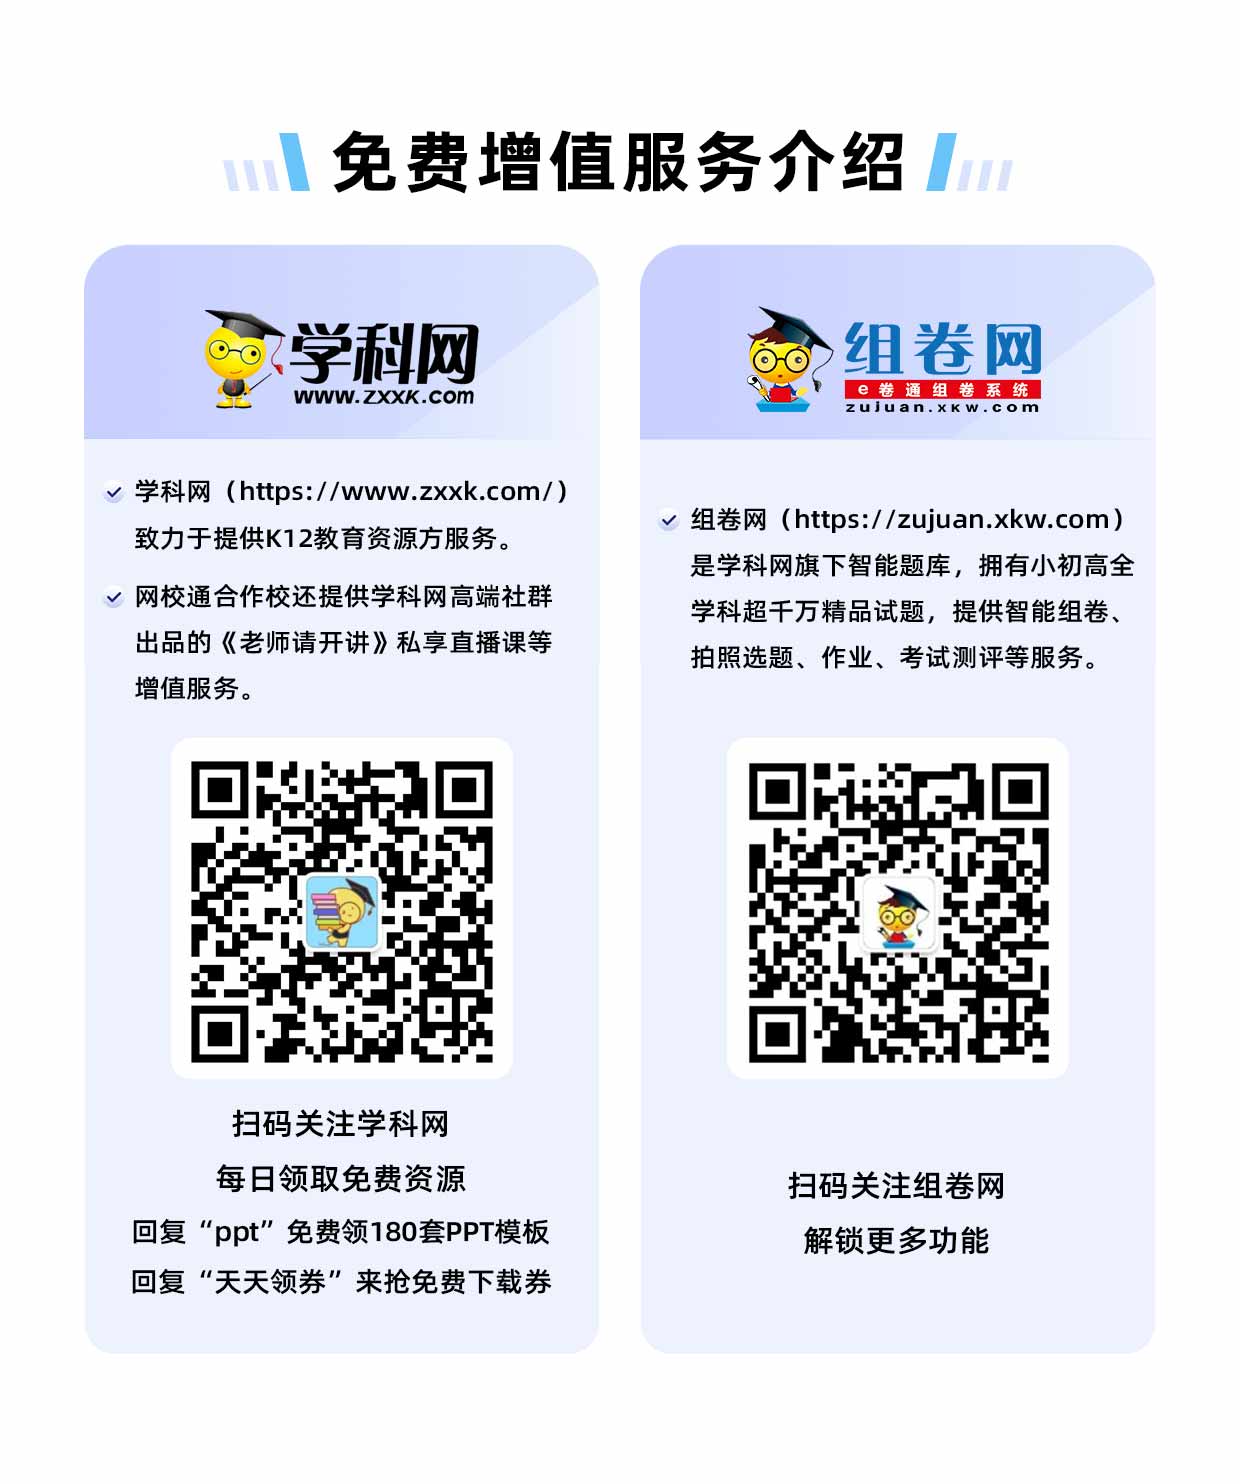 免费增值服务介绍
学科网
www.zxxk.com
学科网（https://www.zxxk.com/）
致力于提供K12教育资源方服务。
网校通合作校还提供学科网高端社群
出品的《老师请开讲》私享直播课等
增值服务。
扫码关注学科网
每日领取免费资源
回复“ppt”免费领180套PPT模板
回复“天天领券”来抢免费下载券
组卷网
e卷通组卷系统
zujuan.xkw.com
组卷网（https://zujuan.xkw.com）
是学科网旗下智能题库，拥有小初高全
学科超千万精品试题，提供智能组卷、
拍照选题、作业、考试测评等服务。
扫码关注组卷网
解锁更多功能